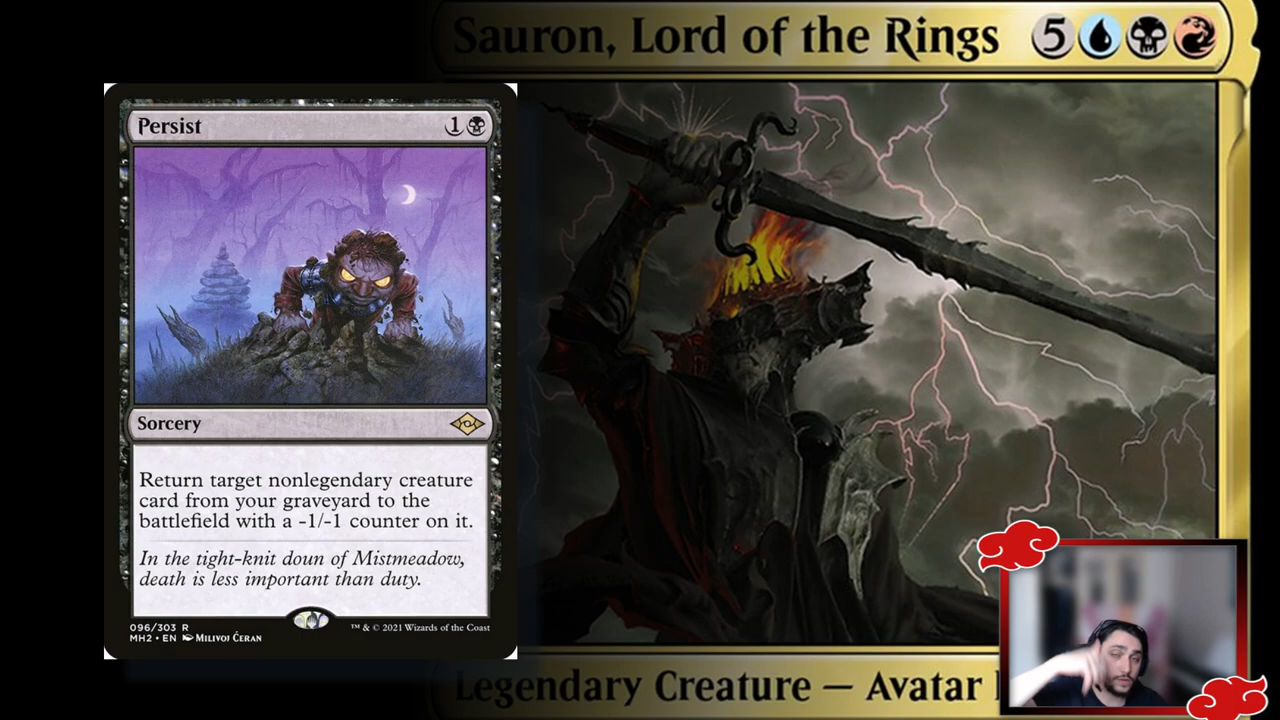 Sauron, Lord of the Rings 5
Persist 1
Sorcery
Return target nonlegendary creature
card from your graveyard to the
battlefield with a -1/-1 counter on it.
In the tight-knit doun of Mistmeadow,
death is less important than duty.
096/303 R
MH2 • EN Milivoj Ćeran
™ & © 2021 Wizards of the Coast
Legendary Creature — Avatar